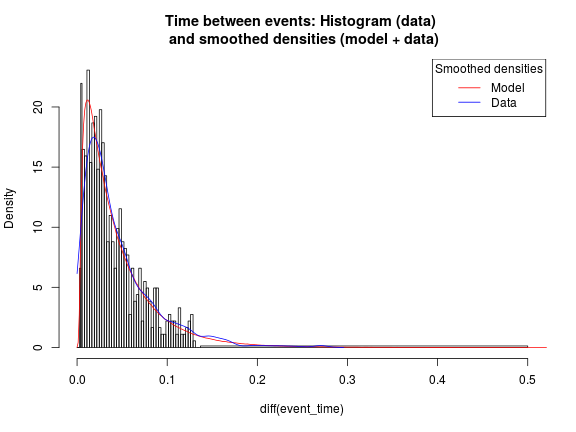 Time between events: Histogram (data)
and smoothed densities (model + data)
Smoothed densities
Model
Data
Density
20
15
10
5
0
0.0 0.1 0.2 0.3 0.4 0.5
diff(event_time)